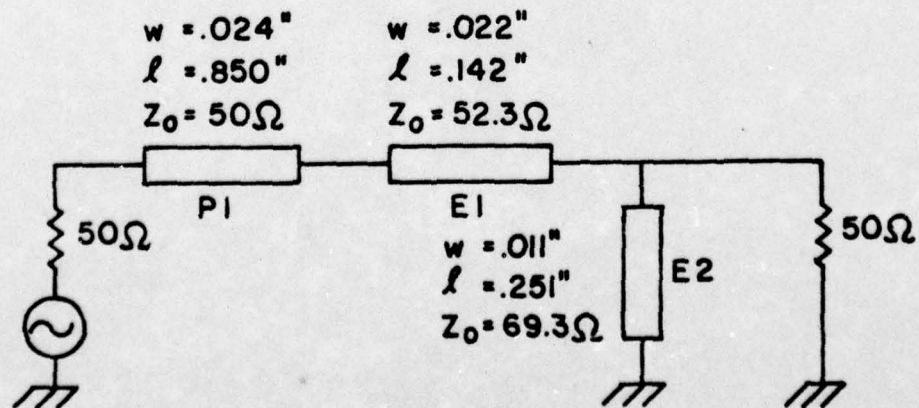 w = .024"
ℓ = .850"
Z₀ = 50Ω
w = .022"
ℓ = .142"
Z₀ = 52.3Ω
P1
E1
50Ω
w = .011"
ℓ = .251"
Z₀ = 69.3Ω
E2
50Ω